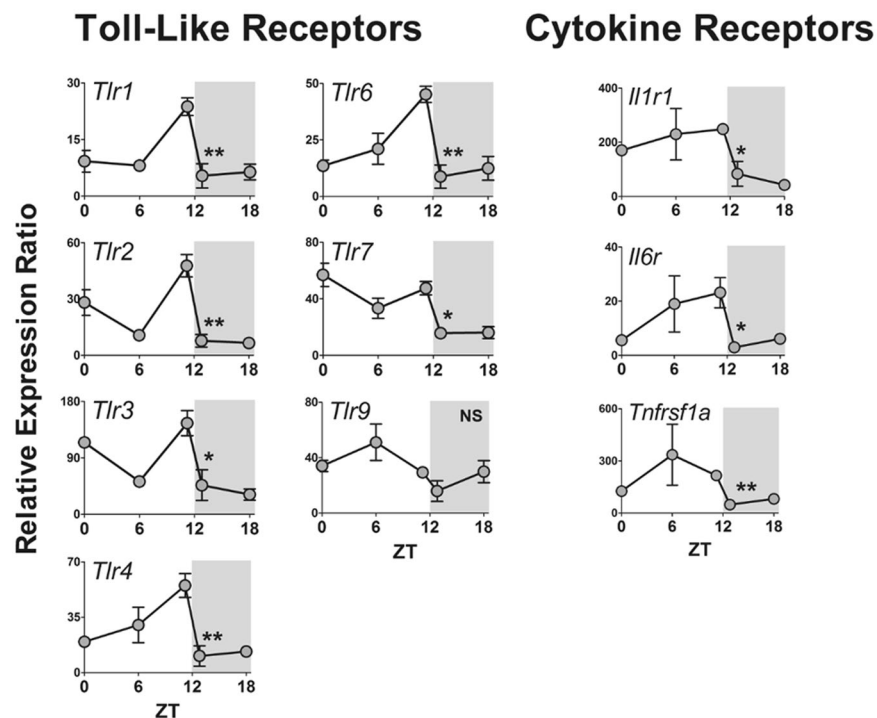 Toll-Like Receptors
Cytokine Receptors
Relative Expression Ratio
Tlr1
30
15
0
**
0 6 12 18
Tlr6
50
25
0
**
0 6 12 18
Il1r1
400
200
0
*
0 6 12 18
Tlr2
60
30
0
**
0 6 12 18
Tlr7
80
40
0
*
0 6 12 18
Il6r
40
20
0
*
0 6 12 18
Tlr3
180
90
0
*
0 6 12 18
Tlr9
80
40
0
NS
0 6 12 18
ZT
Tnfrsf1a
600
300
0
**
0 6 12 18
ZT
Tlr4
70
35
0
**
0 6 12 18
ZT